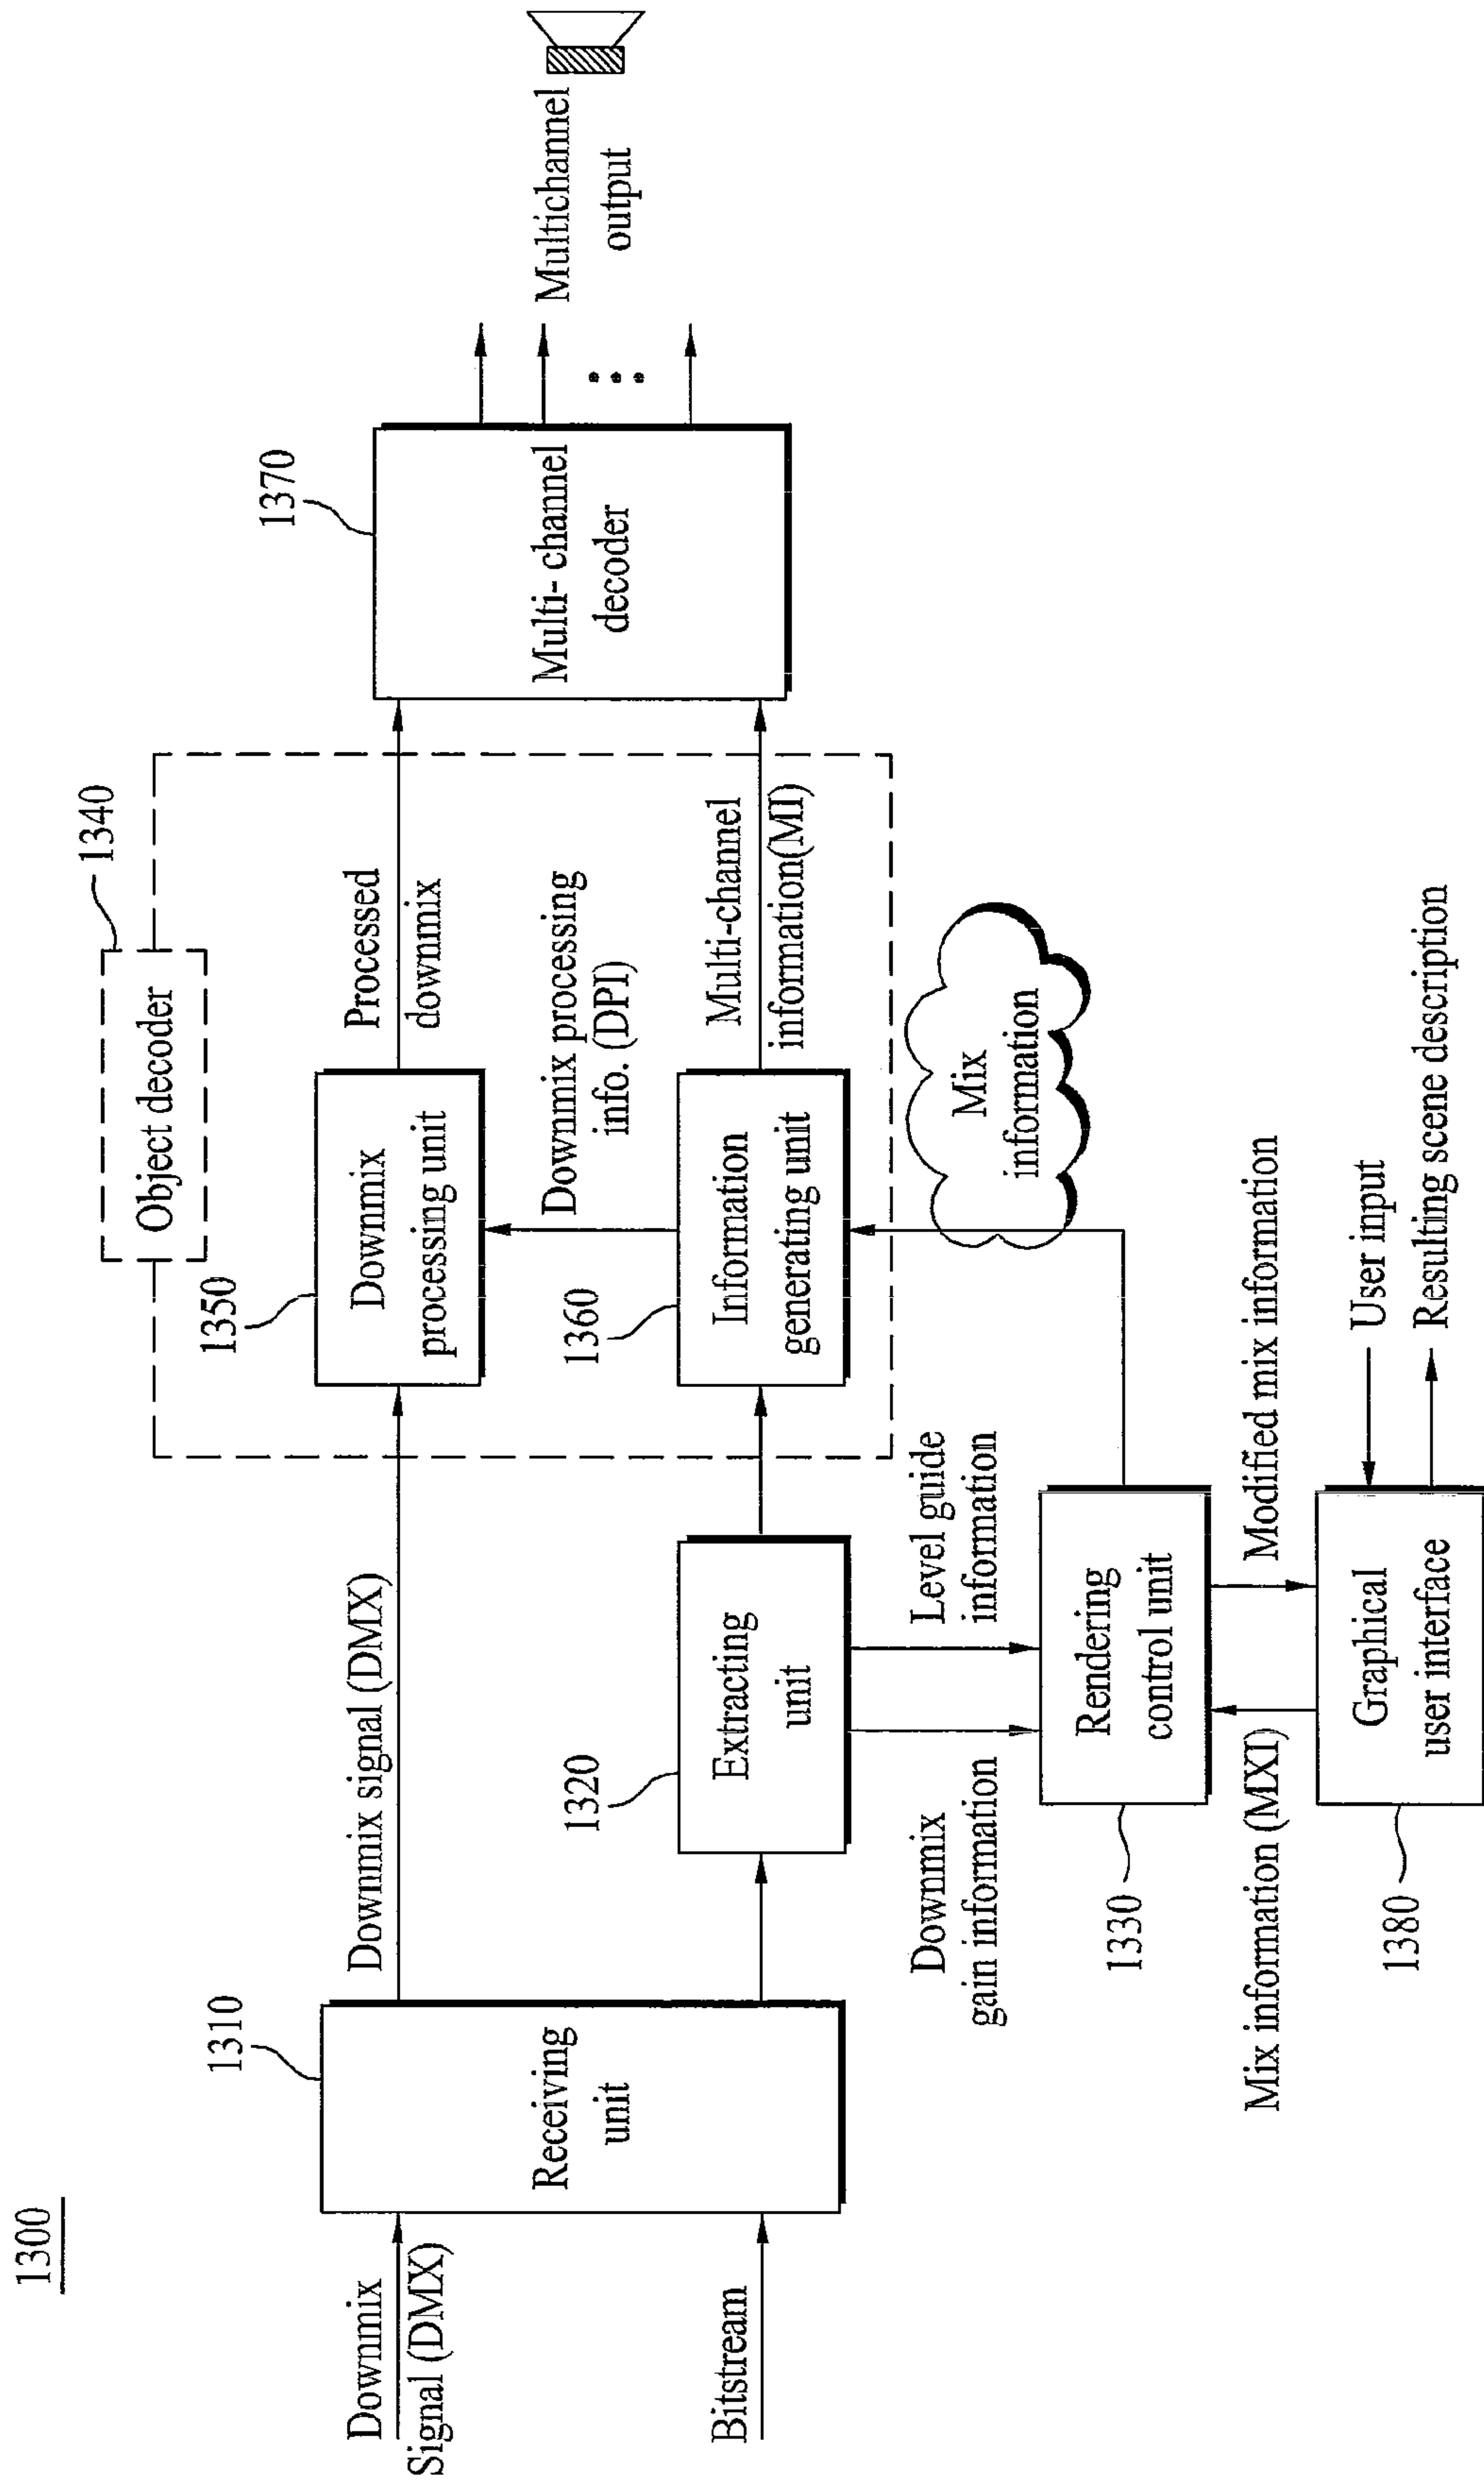 1300
Downmix
Signal (DMX)
Bitstream
1310
Receiving
unit
Downmix signal (DMX)
1320
Extracting
unit
Downmix
gain information
Level guide
information
1330
Rendering
control unit
Mix information (MXI)
Modified mix information
1380
Graphical
user interface
User input
Resulting scene description
Mix
information
1340
Object decoder
1350
Downmix
processing unit
1360
Information
generating unit
Processed
downmix
Downmix processing
info. (DPI)
Multi-channel
information(MI)
1370
Multi- channel
decoder
Multichannel
output